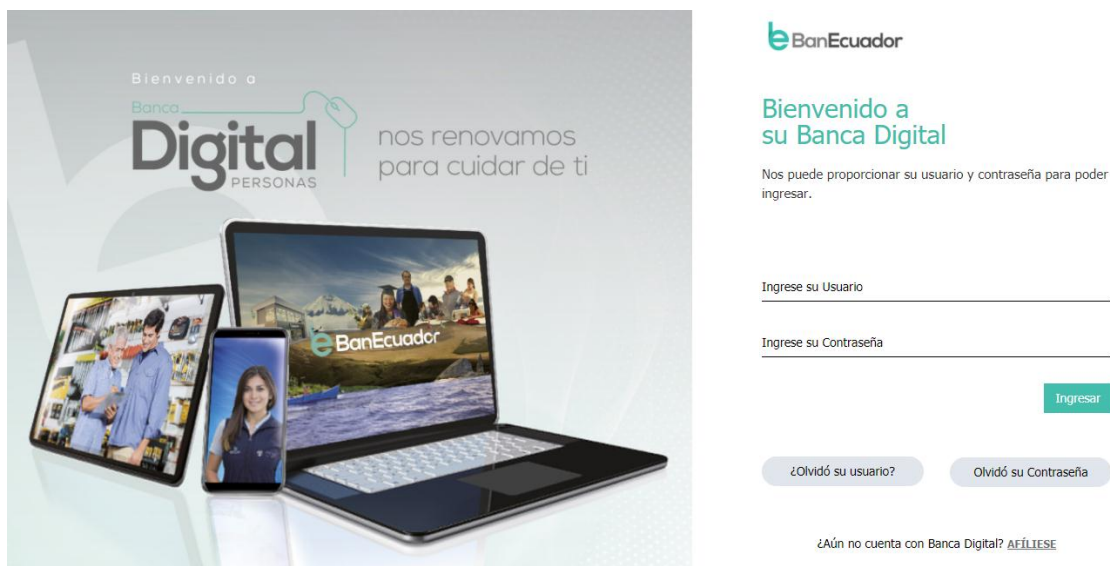 Bienvenido a
Banca
Digital
PERSONAS
nos renovamos
para cuidar de ti
BanEcuador
BanEcuador
Bienvenido a
su Banca Digital
Nos puede proporcionar su usuario y contraseña para poder
ingresar.
Ingrese su Usuario
Ingrese su Contraseña
Ingresar
¿Olvidó su usuario?
Olvidó su Contraseña
¿Aún no cuenta con Banca Digital? AFÍLIESE